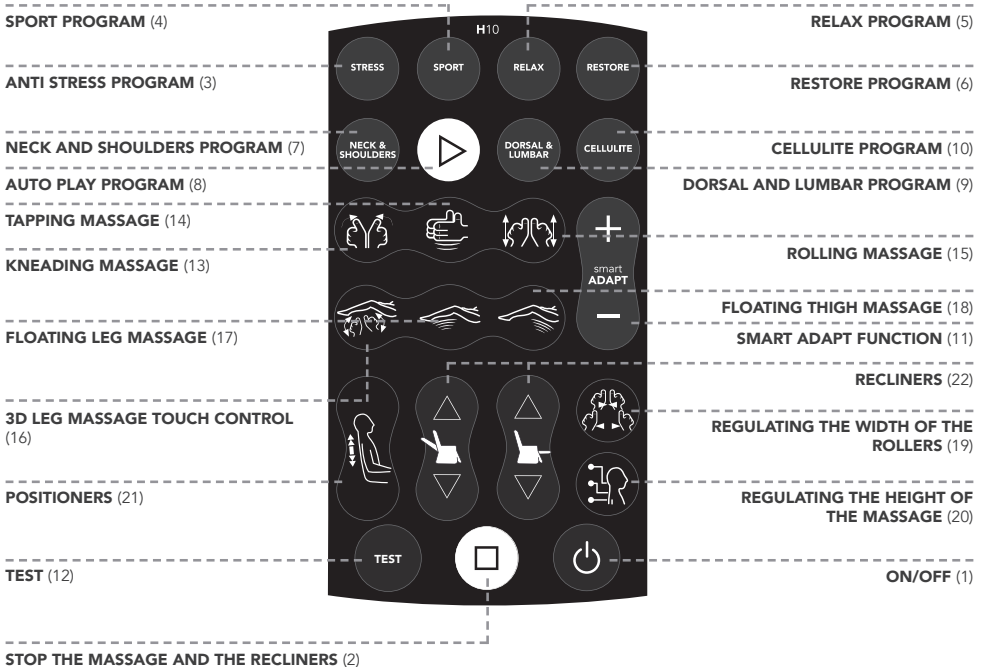 SPORT PROGRAM (4)
RELAX PROGRAM (5)
H10
STRESS
SPORT
RELAX
RESTORE
ANTI STRESS PROGRAM (3)
RESTORE PROGRAM (6)
NECK & SHOULDERS
DORSAL & LUMBAR
CELLULITE
NECK AND SHOULDERS PROGRAM (7)
CELLULITE PROGRAM (10)
AUTO PLAY PROGRAM (8)
DORSAL AND LUMBAR PROGRAM (9)
TAPPING MASSAGE (14)
+
ROLLING MASSAGE (15)
KNEADING MASSAGE (13)
smart
ADAPT
FLOATING THIGH MASSAGE (18)
−
FLOATING LEG MASSAGE (17)
SMART ADAPT FUNCTION (11)
RECLINERS (22)
3D LEG MASSAGE TOUCH CONTROL
(16)
REGULATING THE WIDTH OF THE
ROLLERS (19)
POSITIONERS (21)
REGULATING THE HEIGHT OF
THE MASSAGE (20)
TEST
TEST (12)
ON/OFF (1)
STOP THE MASSAGE AND THE RECLINERS (2)